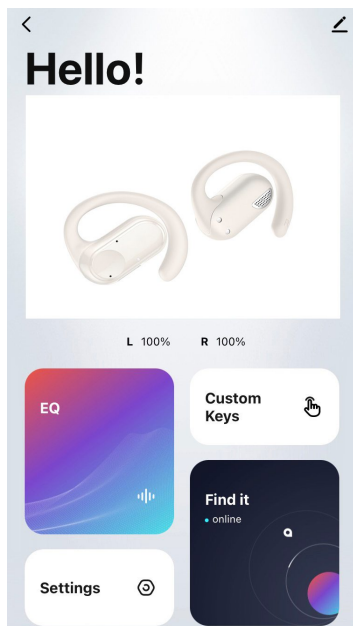 Hello!
L 100% R 100%
EQ
Custom
Keys
Find it
online
Settings